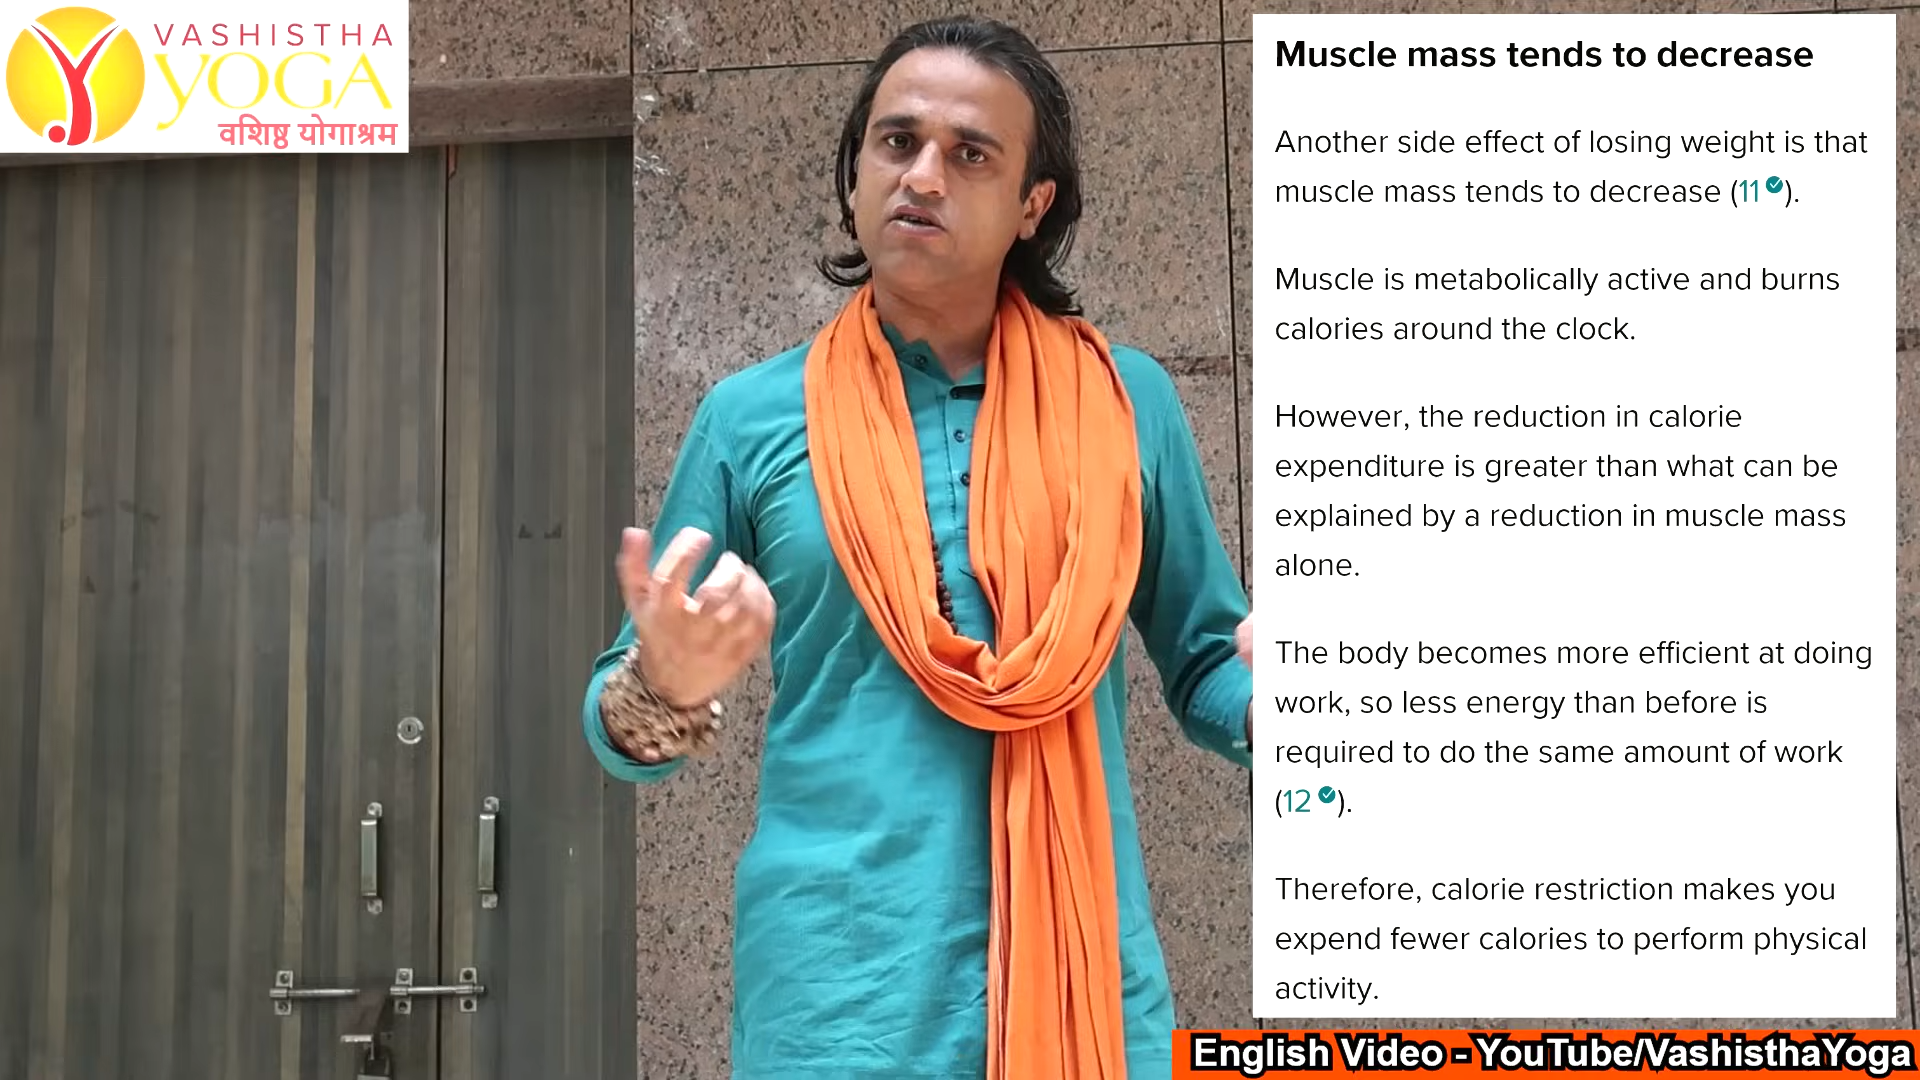 VASHISTHA
YOGA
वशिष्ठ योगाश्रम
Muscle mass tends to decrease
Another side effect of losing weight is that
muscle mass tends to decrease (11).
Muscle is metabolically active and burns
calories around the clock.
However, the reduction in calorie
expenditure is greater than what can be
explained by a reduction in muscle mass
alone.
The body becomes more efficient at doing
work, so less energy than before is
required to do the same amount of work
(12).
Therefore, calorie restriction makes you
expend fewer calories to perform physical
activity.
English Video - YouTube/VashisthaYoga